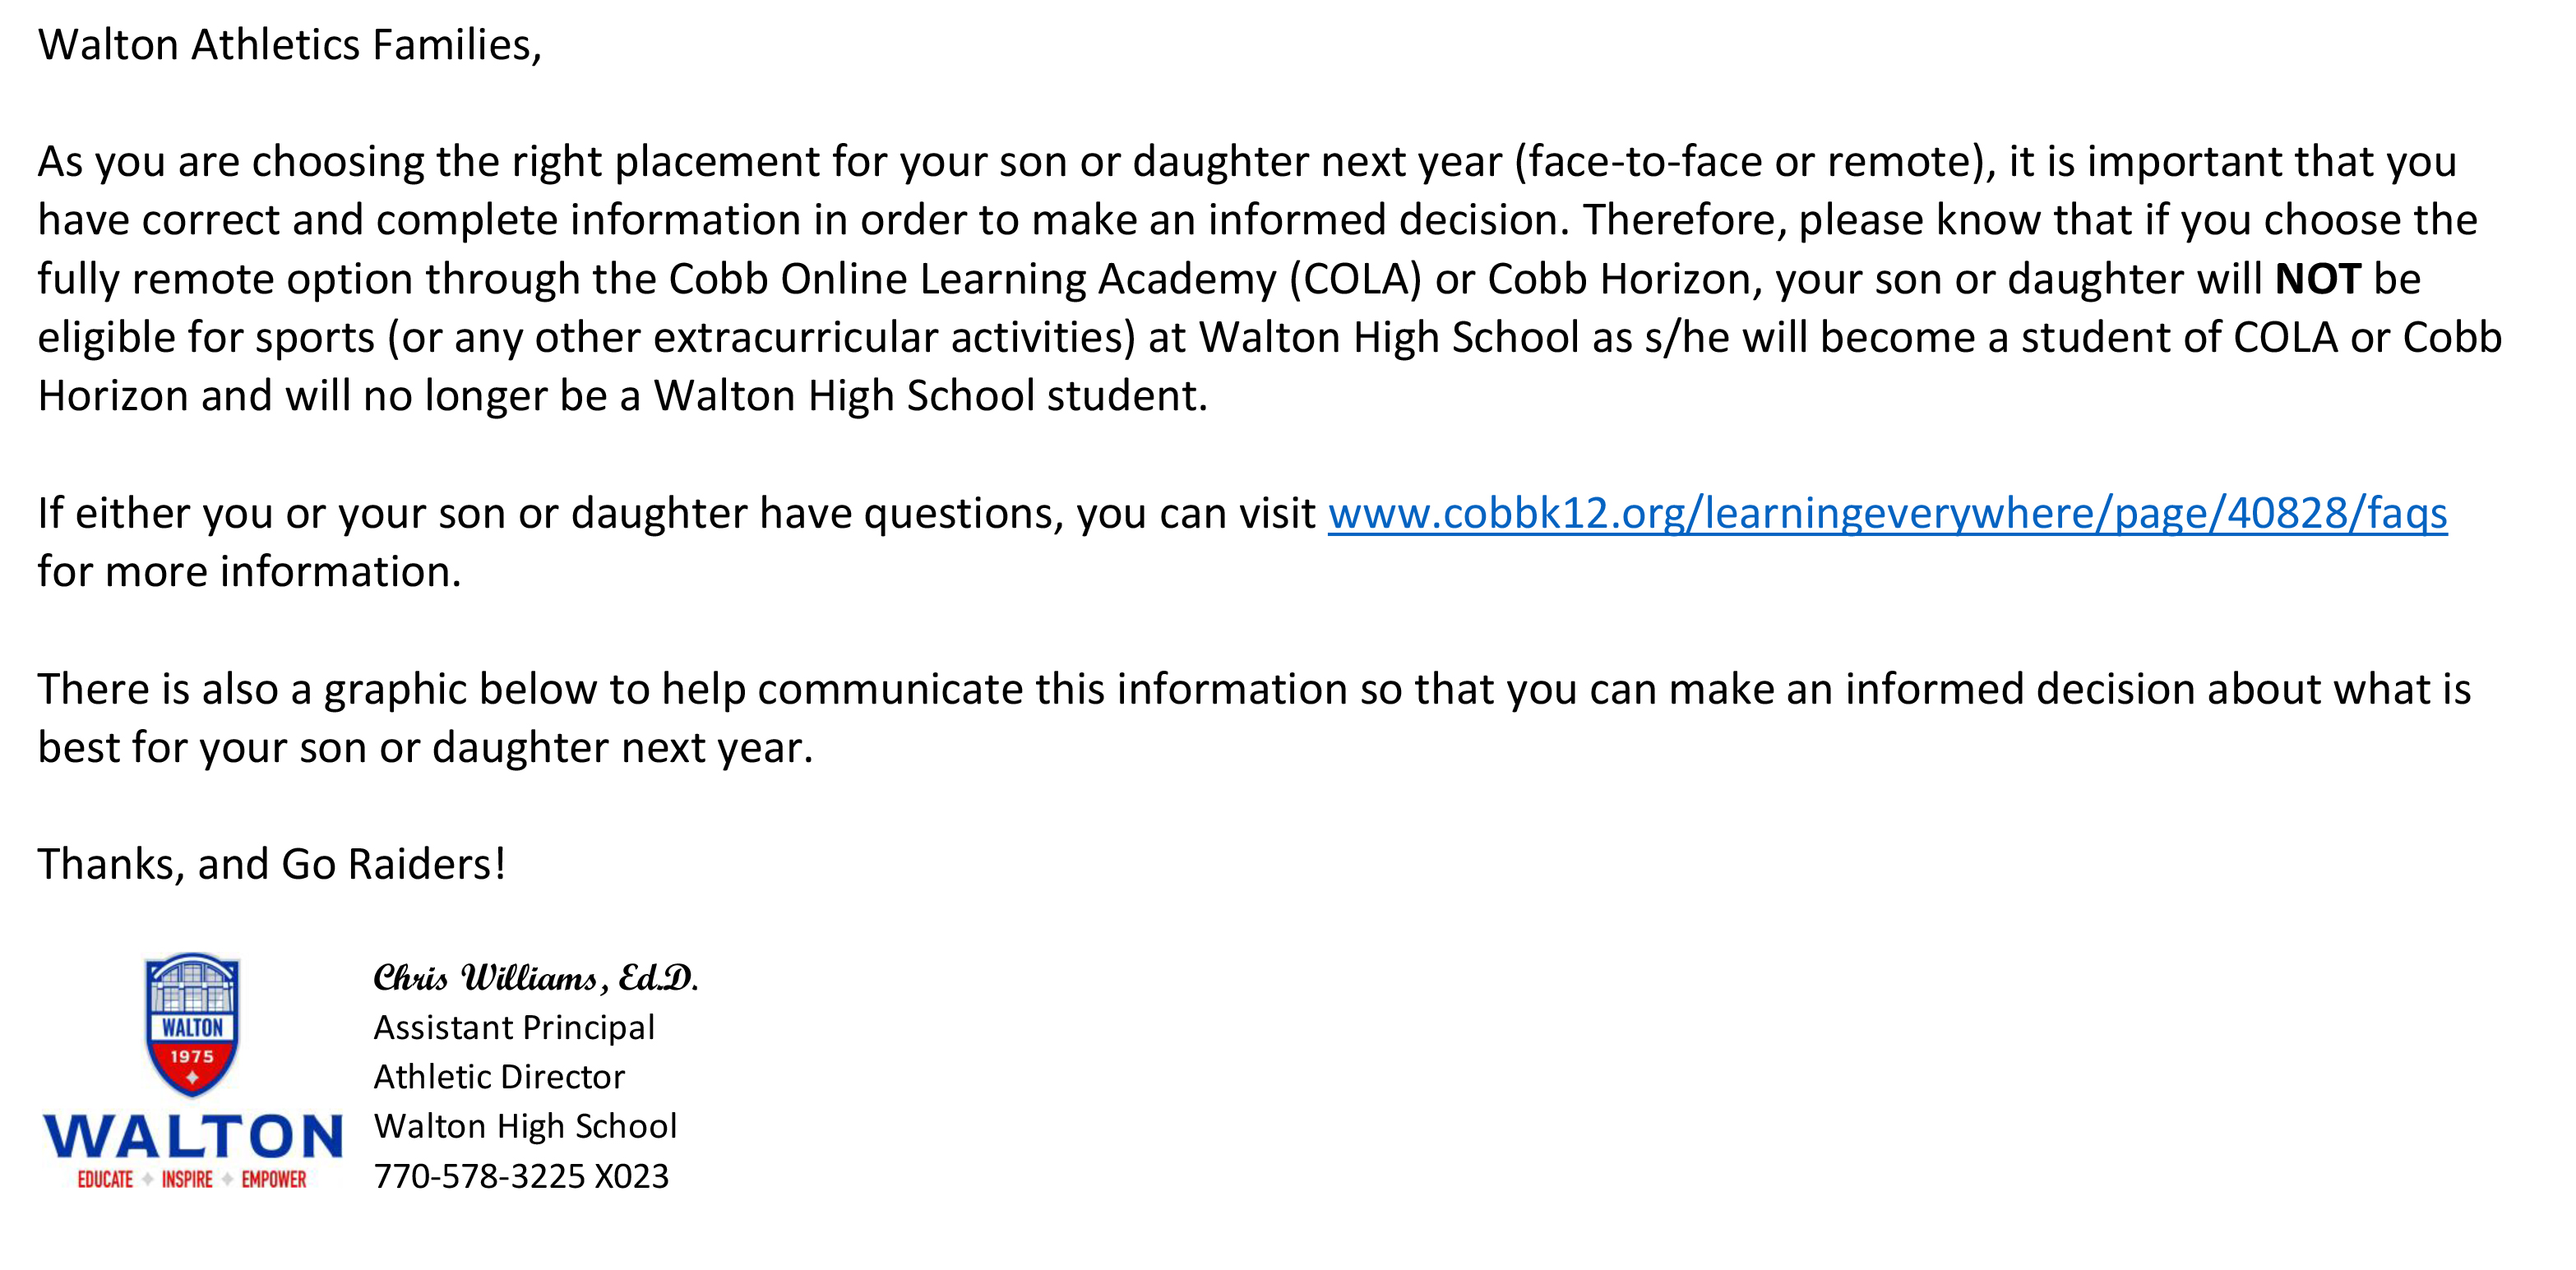 Walton Athletics Families,
As you are choosing the right placement for your son or daughter next year (face-to-face or remote), it is important that you
have correct and complete information in order to make an informed decision. Therefore, please know that if you choose the
fully remote option through the Cobb Online Learning Academy (COLA) or Cobb Horizon, your son or daughter will NOT be
eligible for sports (or any other extracurricular activities) at Walton High School as s/he will become a student of COLA or Cobb
Horizon and will no longer be a Walton High School student.
If either you or your son or daughter have questions, you can visit www.cobbk12.org/learningeverywhere/page/40828/faqs
for more information.
There is also a graphic below to help communicate this information so that you can make an informed decision about what is
best for your son or daughter next year.
Thanks, and Go Raiders!
WALTON
1975
WALTON
EDUCATE INSPIRE EMPOWER
Chris Williams, Ed.D.
Assistant Principal
Athletic Director
Walton High School
770-578-3225 X023